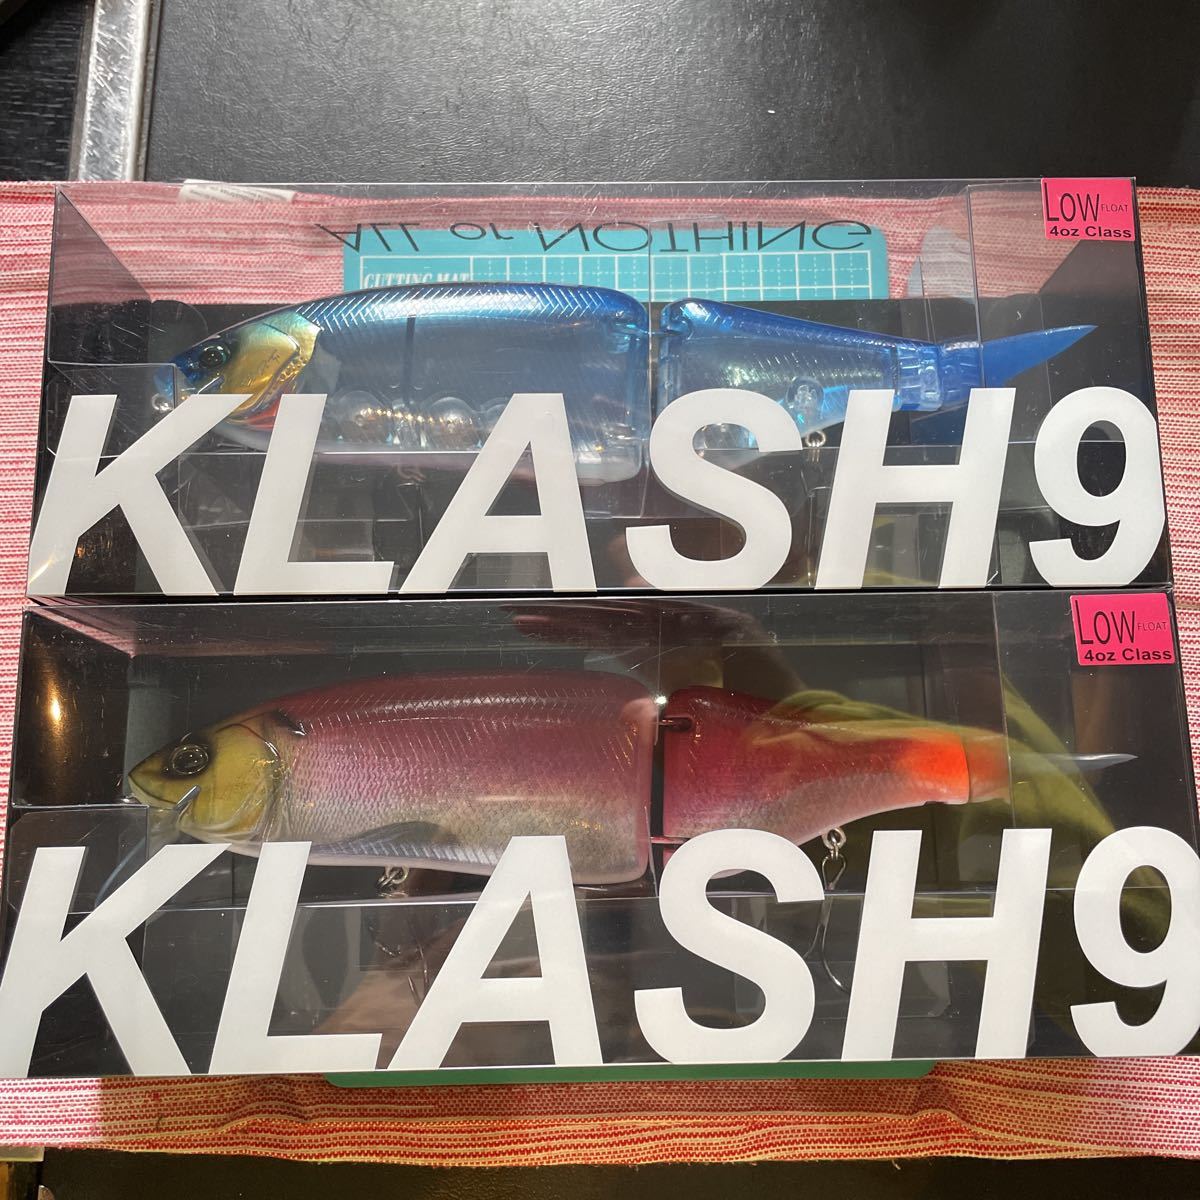 LOW FLOAT
4oz Class
ALL or NOTHING
CUTTING MAT
KLASH9
LOW FLOAT
4oz Class
KLASH9